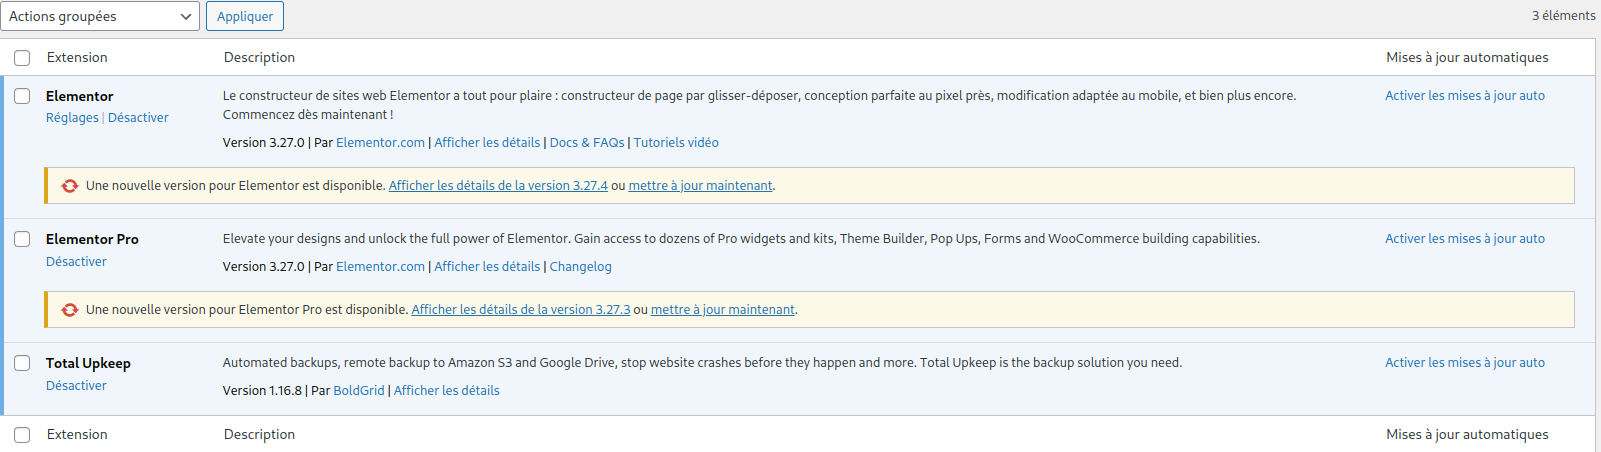 Actions groupées
Appliquer
3 éléments
Extension
Description
Mises à jour automatiques
Elementor
Réglages | Désactiver
Le constructeur de sites web Elementor a tout pour plaire : constructeur de page par glisser-déposer, conception parfaite au pixel près, modification adaptée au mobile, et bien plus encore.
Commencez dès maintenant !
Version 3.27.0 | Par Elementor.com | Afficher les détails | Docs & FAQs | Tutoriels vidéo
Activer les mises à jour auto
Une nouvelle version pour Elementor est disponible. Afficher les détails de la version 3.27.4 ou mettre à jour maintenant.
Elementor Pro
Désactiver
Elevate your designs and unlock the full power of Elementor. Gain access to dozens of Pro widgets and kits, Theme Builder, Pop Ups, Forms and WooCommerce building capabilities.
Version 3.27.0 | Par Elementor.com | Afficher les détails | Changelog
Activer les mises à jour auto
Une nouvelle version pour Elementor Pro est disponible. Afficher les détails de la version 3.27.3 ou mettre à jour maintenant.
Total Upkeep
Désactiver
Automated backups, remote backup to Amazon S3 and Google Drive, stop website crashes before they happen and more. Total Upkeep is the backup solution you need.
Version 1.16.8 | Par BoldGrid | Afficher les détails
Activer les mises à jour auto
Extension
Description
Mises à jour automatiques